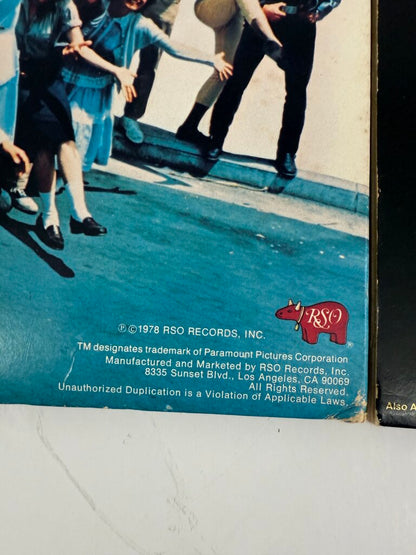 ℗ © 1978 RSO RECORDS, INC.
RSO
®
TM designates trademark of Paramount Pictures Corporation
Manufactured and Marketed by RSO Records, Inc.
8335 Sunset Blvd., Los Angeles, CA 90069
All Rights Reserved.
Unauthorized Duplication is a Violation of Applicable Laws.
Also A